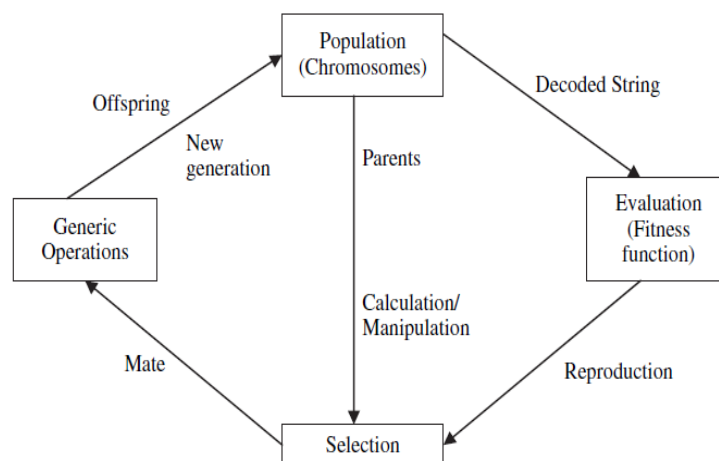 Population
(Chromosomes)
Offspring
Decoded String
New
generation
Parents
Generic
Operations
Evaluation
(Fitness
function)
Calculation/
Manipulation
Mate
Reproduction
Selection